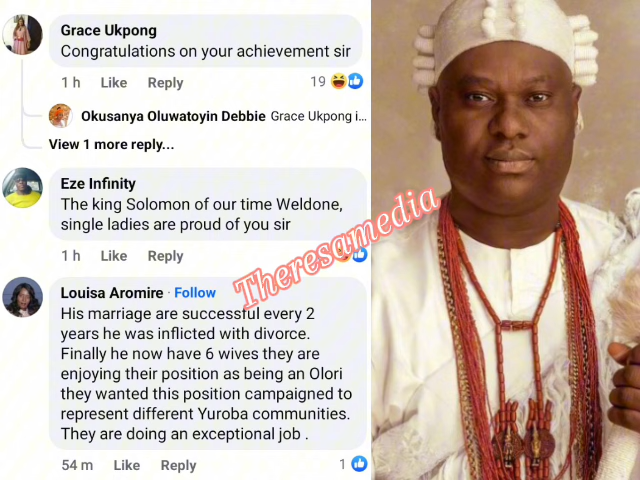 Grace Ukpong
Congratulations on your achievement sir
1 h Like Reply 19
Okusanya Oluwatoyin Debbie Grace Ukpong i...
View 1 more reply...
Eze Infinity
The king Solomon of our time Weldone,
single ladies are proud of you sir
1 h Like Reply
Louisa Aromire · Follow
His marriage are successful every 2
years he was inflicted with divorce.
Finally he now have 6 wives they are
enjoying their position as being an Olori
they wanted this position campaigned to
represent different Yuroba communities.
They are doing an exceptional job .
54 m Like Reply 1
Theresamedia